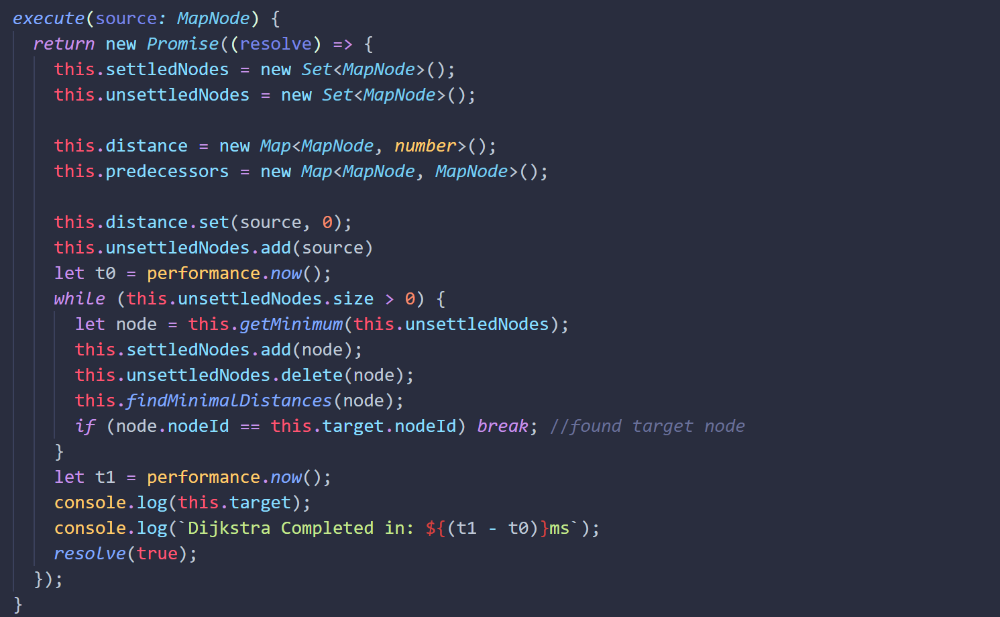 execute(source: MapNode) {
  return new Promise((resolve) => {
    this.settledNodes = new Set<MapNode>();
    this.unsettledNodes = new Set<MapNode>();

    this.distance = new Map<MapNode, number>();
    this.predecessors = new Map<MapNode, MapNode>();

    this.distance.set(source, 0);
    this.unsettledNodes.add(source)
    let t0 = performance.now();
    while (this.unsettledNodes.size > 0) {
      let node = this.getMinimum(this.unsettledNodes);
      this.settledNodes.add(node);
      this.unsettledNodes.delete(node);
      this.findMinimalDistances(node);
      if (node.nodeId == this.target.nodeId) break; //found target node
    }
    let t1 = performance.now();
    console.log(this.target);
    console.log(`Dijkstra Completed in: ${(t1 - t0)}ms`);
    resolve(true);
  });
}